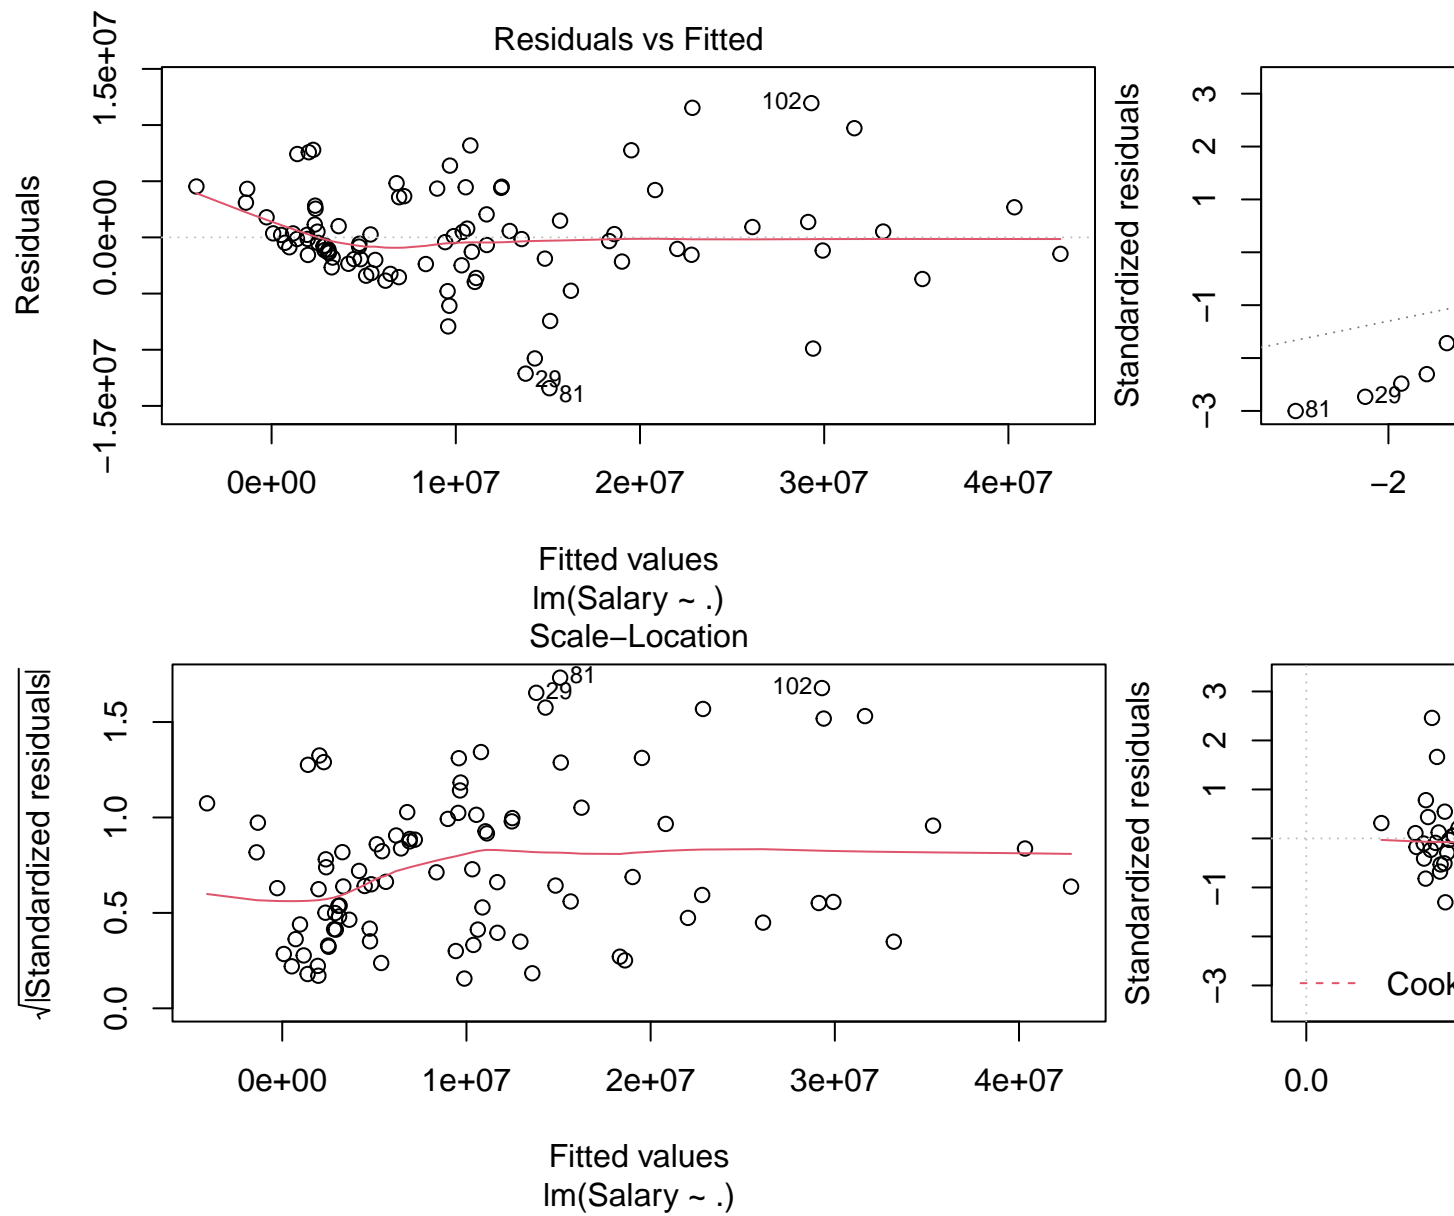 Residuals vs Fitted
Residuals
−1.5e+07
0.0e+00
1.5e+07
102
29
81
0e+00 1e+07 2e+07 3e+07 4e+07
Fitted values
lm(Salary ~ .)
Standardized residuals
−3
−1
1
2
3
81
29
−2
Scale−Location
√|Standardized residuals|
0.0
0.5
1.0
1.5
81
29
102
0e+00 1e+07 2e+07 3e+07 4e+07
Fitted values
lm(Salary ~ .)
Standardized residuals
−3
−1
1
2
3
Cook
0.0